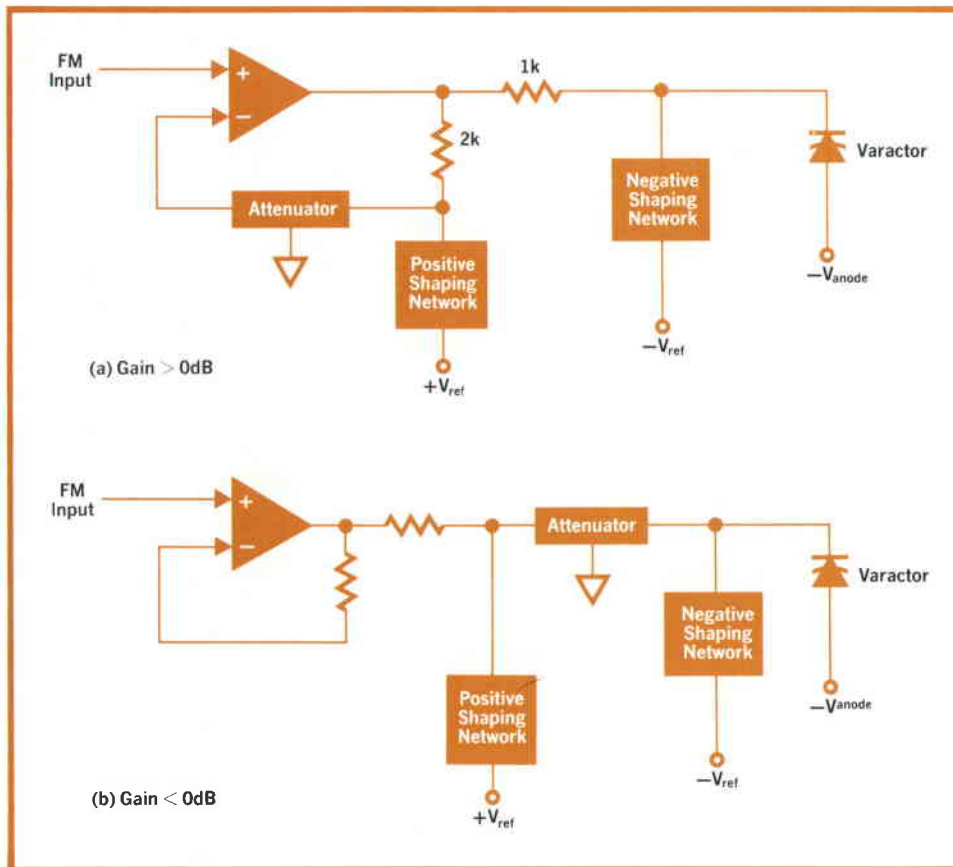 FM
Input
+
−
1k
2k
Attenuator
Positive
Shaping
Network
+Vref
Negative
Shaping
Network
−Vref
Varactor
−Vanode
(a) Gain > 0dB
FM
Input
+
−
Attenuator
Positive
Shaping
Network
+Vref
Negative
Shaping
Network
−Vref
Varactor
−Vanode
(b) Gain < 0dB